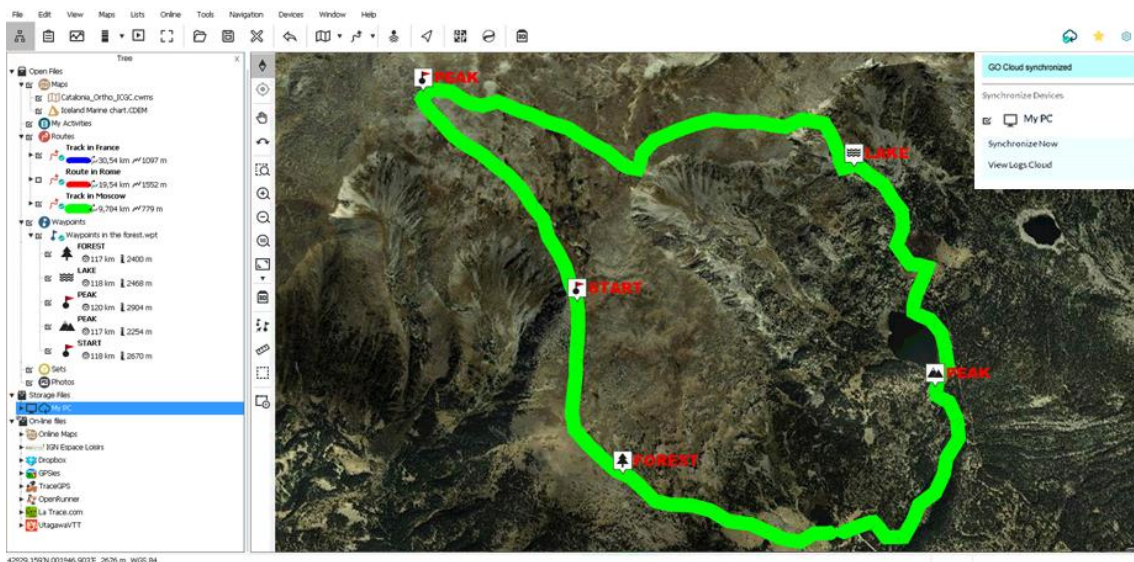 File Edit View Maps Lists Online Tools Navigation Devices Window Help
Tree X
Open Files
Maps
Catalonia_Ortho_ICGC.cwms
Iceland Marine chart.CDEM
My Activities
Routes
Track in France
30,54 km 1097 m
Route in Rome
19,54 km 1552 m
Track in Moscow
9,784 km 779 m
Waypoints
Waypoints in the forest.wpt
FOREST
117 km 2400 m
LAKE
118 km 2468 m
PEAK
120 km 2904 m
PEAK
117 km 2254 m
START
118 km 2670 m
Sets
Photos
Storage Files
My PC
On-line files
Online Maps
IGN Espace Loisirs
Dropbox
GPSies
TraceGPS
OpenRunner
La Trace.com
UtagawaVTT
PEAK
LAKE
START
PEAK
FOREST
GO Cloud synchronized
Synchronize Devices
My PC
Synchronize Now
View Logs Cloud